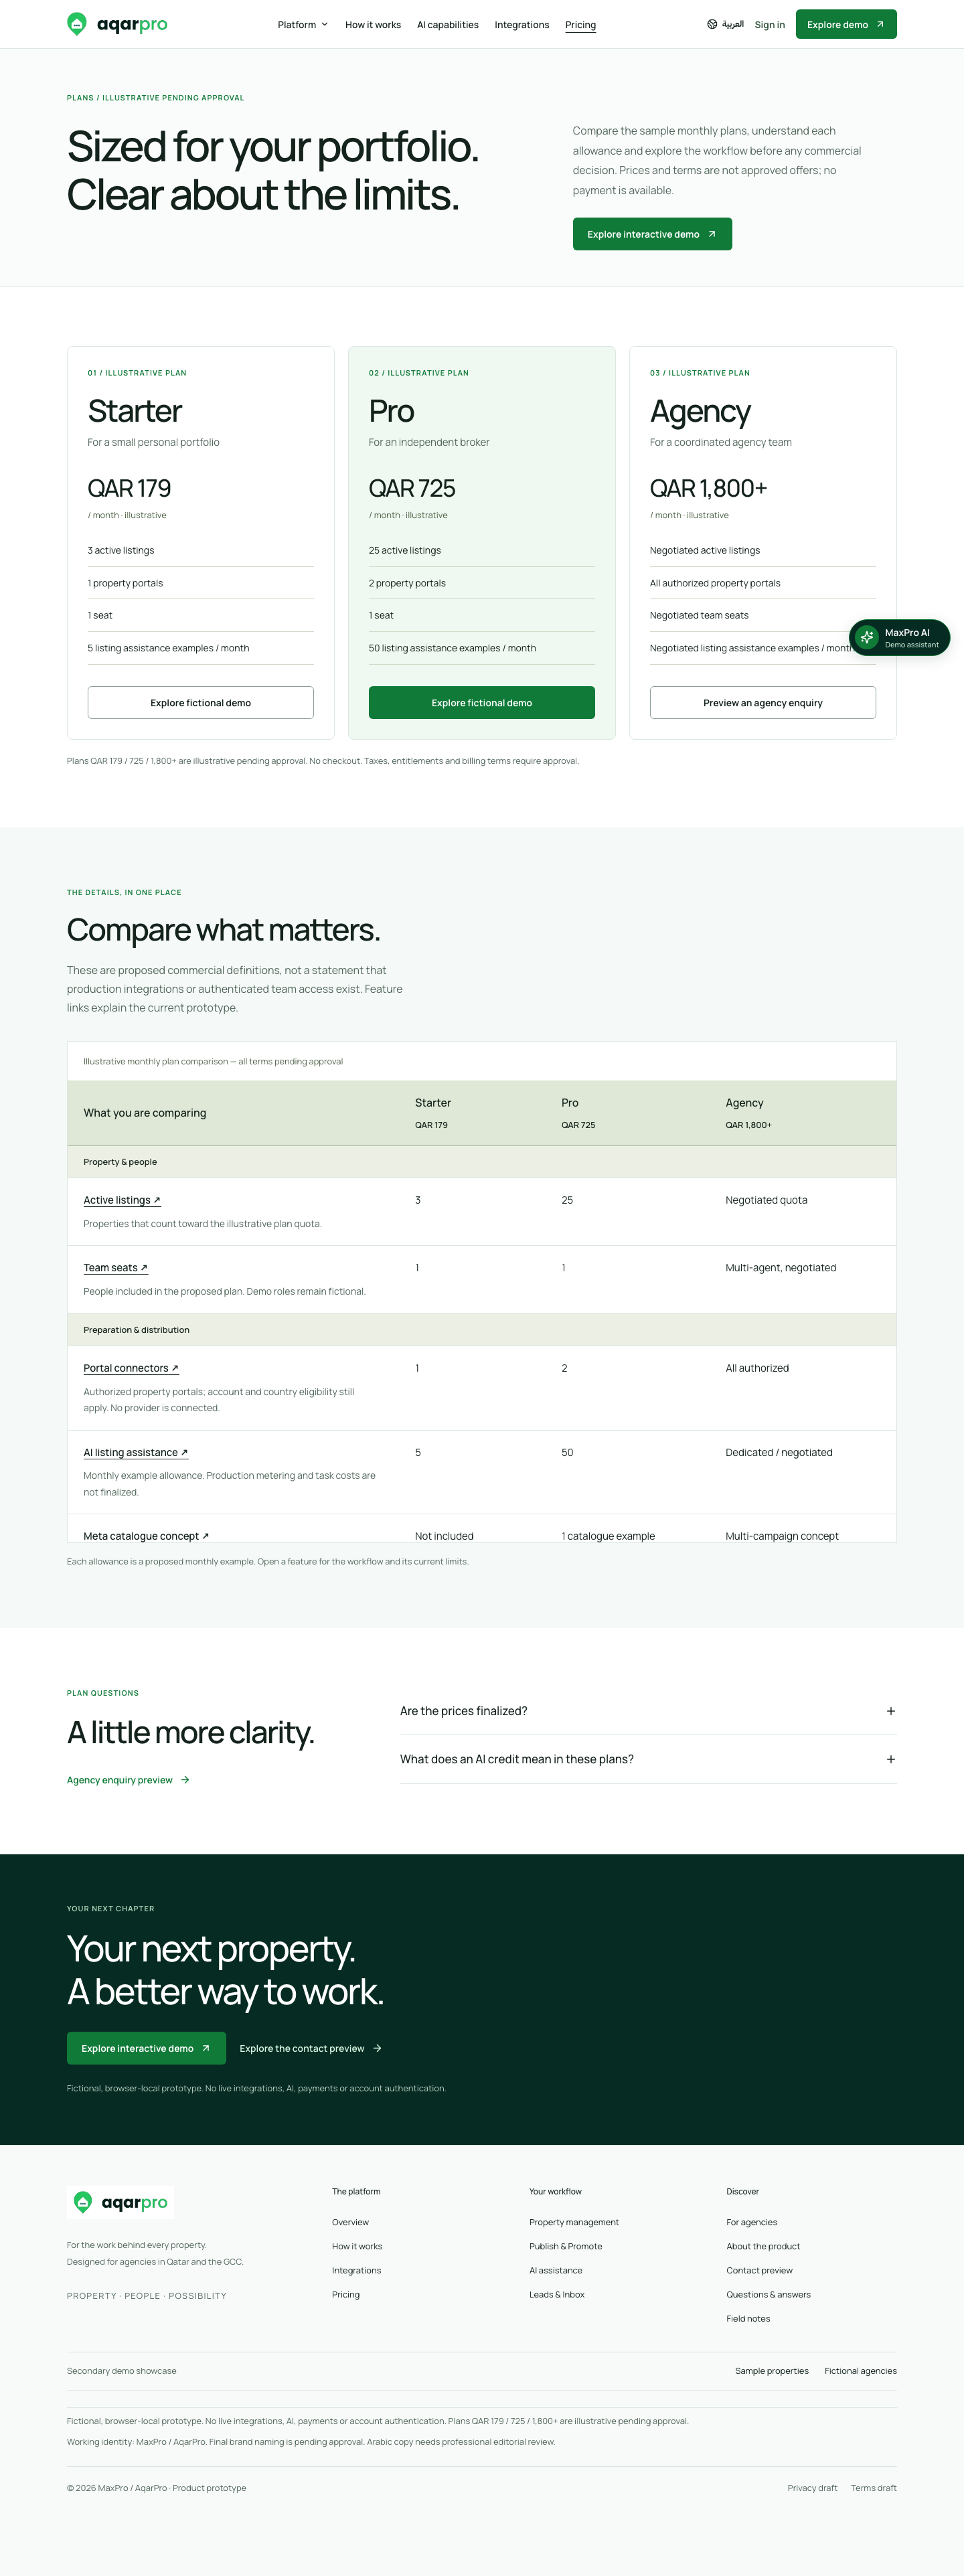 aqarpro
Platform
How it works
AI capabilities
Integrations
Pricing
العربية
Sign in
Explore demo
PLANS / ILLUSTRATIVE PENDING APPROVAL
Sized for your portfolio.
Clear about the limits.
Compare the sample monthly plans, understand each
allowance and explore the workflow before any commercial
decision. Prices and terms are not approved offers; no
payment is available.
Explore interactive demo
01 / ILLUSTRATIVE PLAN
Starter
For a small personal portfolio
QAR 179
/ month · illustrative
3 active listings
1 property portals
1 seat
5 listing assistance examples / month
Explore fictional demo
02 / ILLUSTRATIVE PLAN
Pro
For an independent broker
QAR 725
/ month · illustrative
25 active listings
2 property portals
1 seat
50 listing assistance examples / month
Explore fictional demo
03 / ILLUSTRATIVE PLAN
Agency
For a coordinated agency team
QAR 1,800+
/ month · illustrative
Negotiated active listings
All authorized property portals
Negotiated team seats
Negotiated listing assistance examples / month
Preview an agency enquiry
MaxPro AI
Demo assistant
Plans QAR 179 / 725 / 1,800+ are illustrative pending approval. No checkout. Taxes, entitlements and billing terms require approval.
THE DETAILS, IN ONE PLACE
Compare what matters.
These are proposed commercial definitions, not a statement that
production integrations or authenticated team access exist. Feature
links explain the current prototype.
Illustrative monthly plan comparison — all terms pending approval
What you are comparing
Starter
QAR 179
Pro
QAR 725
Agency
QAR 1,800+
Property & people
Active listings ↗
3
25
Negotiated quota
Properties that count toward the illustrative plan quota.
Team seats ↗
1
1
Multi-agent, negotiated
People included in the proposed plan. Demo roles remain fictional.
Preparation & distribution
Portal connectors ↗
1
2
All authorized
Authorized property portals; account and country eligibility still
apply. No provider is connected.
AI listing assistance ↗
5
50
Dedicated / negotiated
Monthly example allowance. Production metering and task costs are
not finalized.
Meta catalogue concept ↗
Not included
1 catalogue example
Multi-campaign concept
Each allowance is a proposed monthly example. Open a feature for the workflow and its current limits.
PLAN QUESTIONS
A little more clarity.
Agency enquiry preview
Are the prices finalized?
What does an AI credit mean in these plans?
YOUR NEXT CHAPTER
Your next property.
A better way to work.
Explore interactive demo
Explore the contact preview
Fictional, browser-local prototype. No live integrations, AI, payments or account authentication.
aqarpro
For the work behind every property.
Designed for agencies in Qatar and the GCC.
PROPERTY · PEOPLE · POSSIBILITY
The platform
Overview
How it works
Integrations
Pricing
Your workflow
Property management
Publish & Promote
AI assistance
Leads & Inbox
Discover
For agencies
About the product
Contact preview
Questions & answers
Field notes
Secondary demo showcase
Sample properties
Fictional agencies
Fictional, browser-local prototype. No live integrations, AI, payments or account authentication. Plans QAR 179 / 725 / 1,800+ are illustrative pending approval.
Working identity: MaxPro / AqarPro. Final brand naming is pending approval. Arabic copy needs professional editorial review.
© 2026 MaxPro / AqarPro · Product prototype
Privacy draft
Terms draft